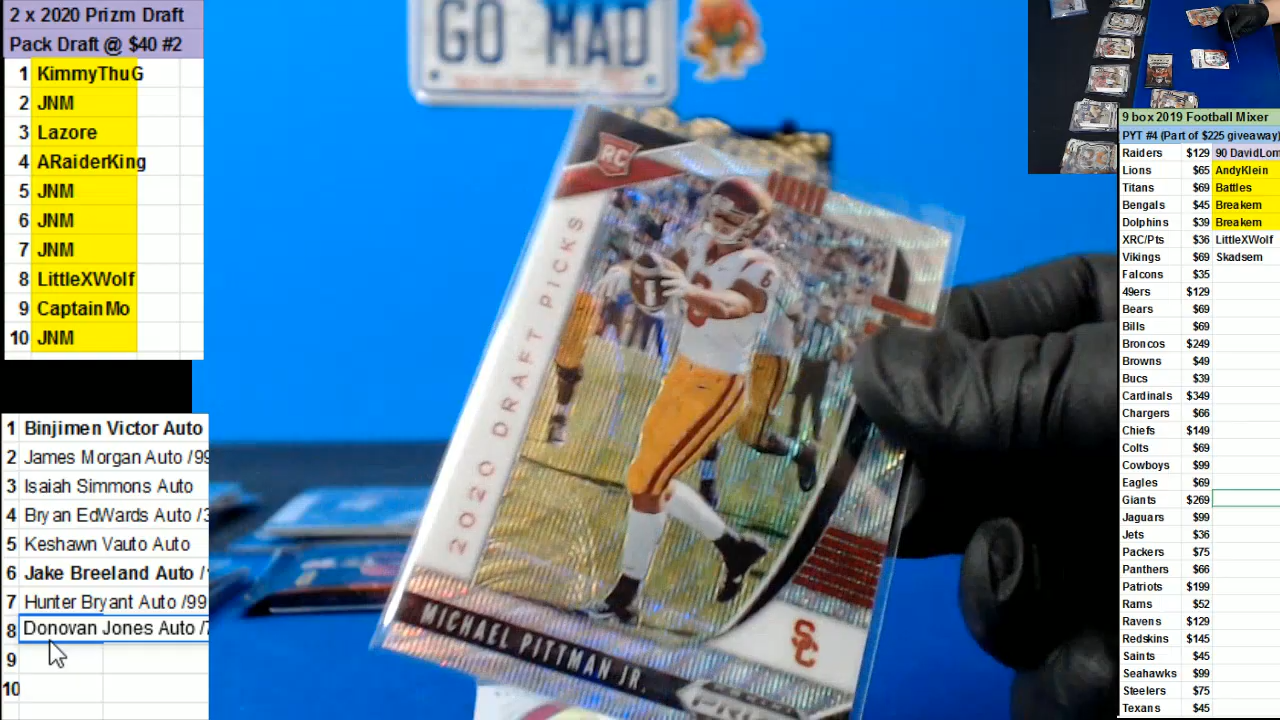 2 x 2020 Prizm Draft
Pack Draft @ $40 #2
1 KimmyThuG
2 JNM
3 Lazore
4 ARaiderKing
5 JNM
6 JNM
7 JNM
8 LittleXWolf
9 CaptainMo
10 JNM
1 Binjimen Victor Auto
2 James Morgan Auto /99
3 Isaiah Simmons Auto
4 Bryan EdWards Auto /3
5 Keshawn Vauto Auto
6 Jake Breeland Auto /
7 Hunter Bryant Auto /99
8 Donovan Jones Auto /7
9
10
GO MAD
RC
2020 DRAFT PICKS
6
MICHAEL PITTMAN JR.
SC
9 box 2019 Football Mixer
PYT #4 (Part of $225 giveaway)
Raiders $129 90 DavidLom
Lions $65 AndyKlein
Titans $69 Battles
Bengals $45 Breakem
Dolphins $39 Breakem
XRC/Pts $36 LittleXWolf
Vikings $69 Skadsem
Falcons $35
49ers $129
Bears $69
Bills $69
Broncos $249
Browns $49
Bucs $39
Cardinals $349
Chargers $66
Chiefs $149
Colts $69
Cowboys $99
Eagles $69
Giants $269
Jaguars $99
Jets $36
Packers $75
Panthers $66
Patriots $199
Rams $52
Ravens $129
Redskins $145
Saints $45
Seahawks $99
Steelers $75
Texans $45